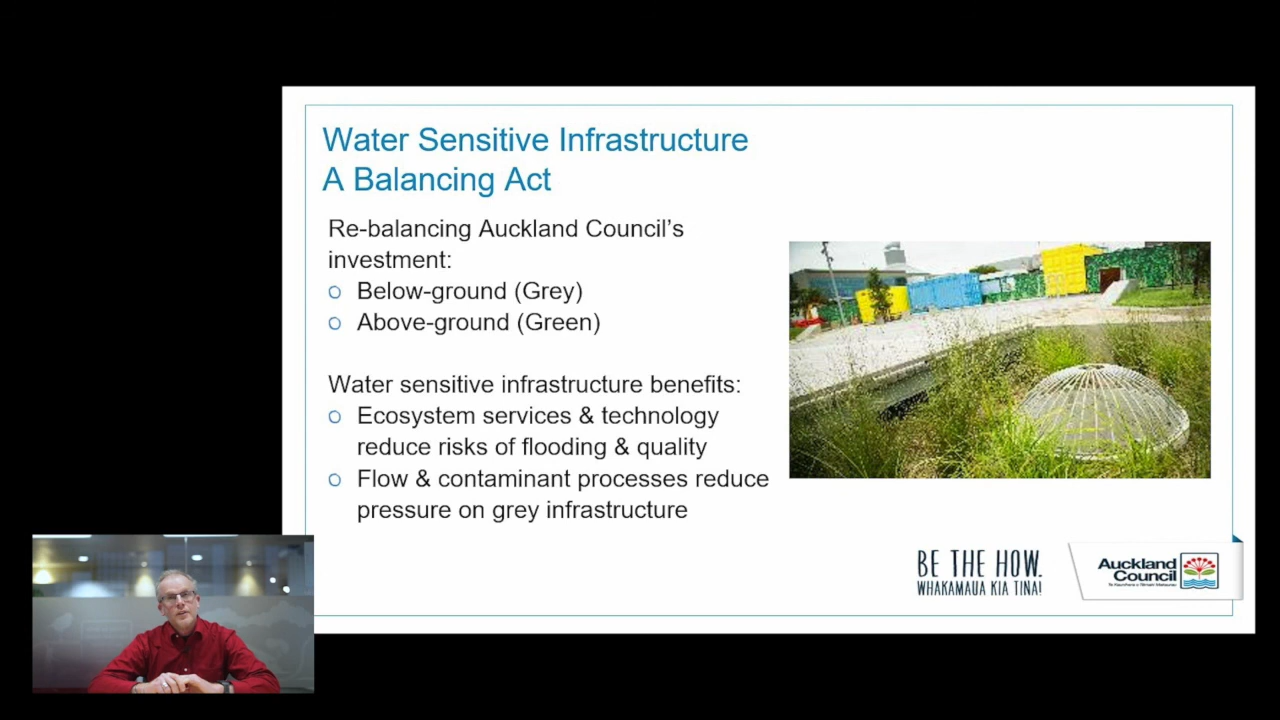 Water Sensitive Infrastructure
A Balancing Act
Re-balancing Auckland Council’s
investment:
Below-ground (Grey)
Above-ground (Green)
Water sensitive infrastructure benefits:
Ecosystem services & technology
reduce risks of flooding & quality
Flow & contaminant processes reduce
pressure on grey infrastructure
BE THE HOW.
WHAKAMAUA KIA TINA!
Auckland
Council